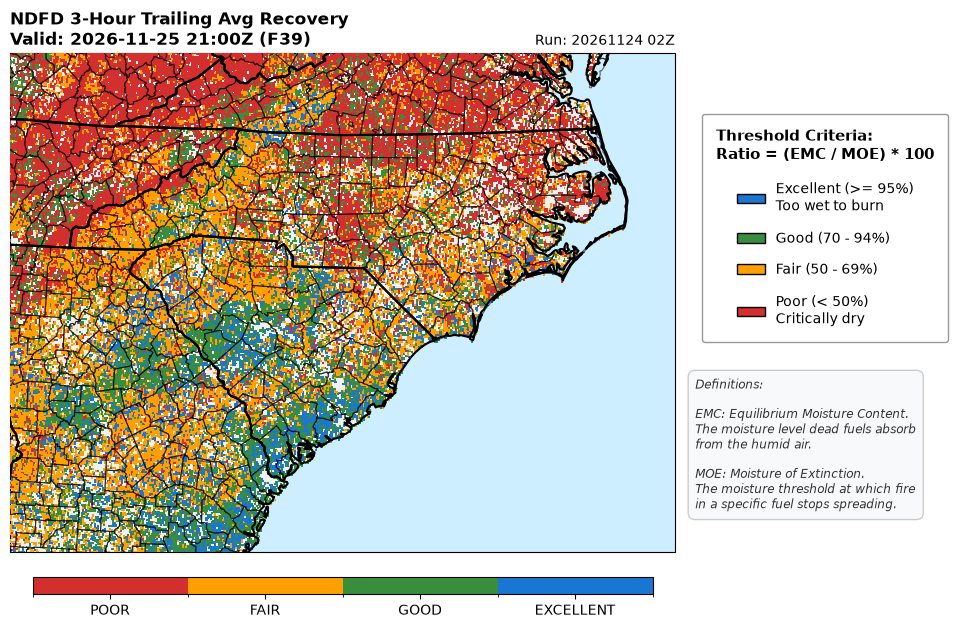 NDFD 3-Hour Trailing Avg Recovery
Valid: 2026-11-25 21:00Z (F39)
Run: 20261124 02Z
Threshold Criteria:
Ratio = (EMC / MOE) * 100
Excellent (>= 95%)
Too wet to burn
Good (70 - 94%)
Fair (50 - 69%)
Poor (< 50%)
Critically dry
Definitions:
EMC: Equilibrium Moisture Content.
The moisture level dead fuels absorb
from the humid air.
MOE: Moisture of Extinction.
The moisture threshold at which fire
in a specific fuel stops spreading.
POOR
FAIR
GOOD
EXCELLENT